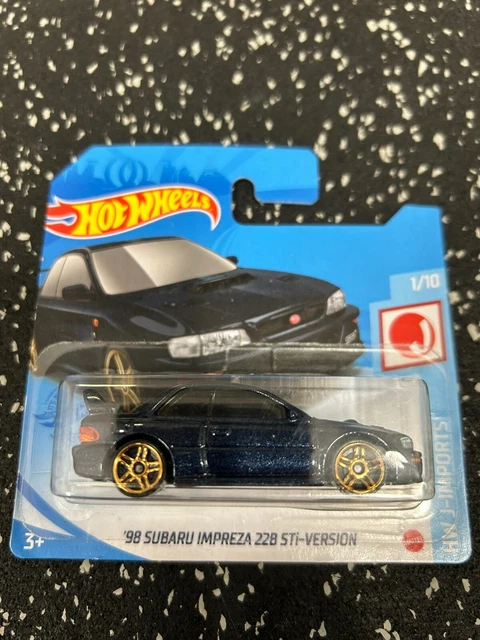 HOT WHEELS
1/10
HW J-IMPORTS
3+
'98 SUBARU IMPREZA 22B STi-VERSION